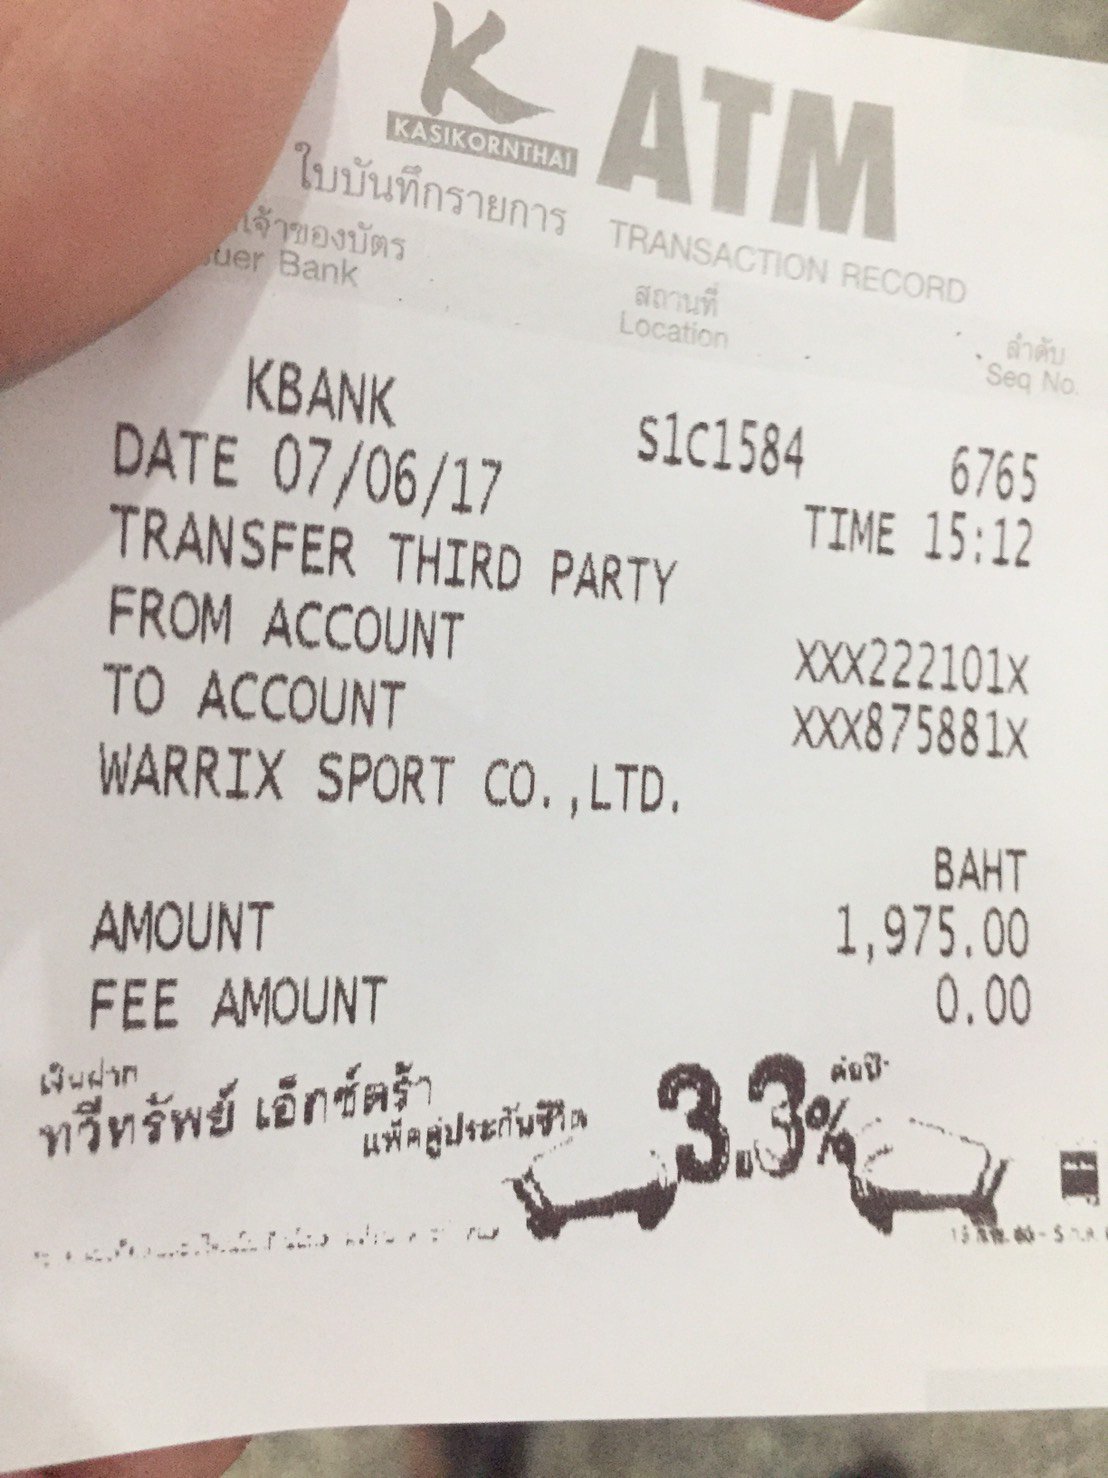 K
KASIKORNTHAI
ATM
ใบบันทึกรายการ TRANSACTION RECORD
เจ้าของบัตร สถานที่ ลำดับ
Bank Location Seq No.
KBANK S1C1584 6765
DATE 07/06/17 TIME 15:12
TRANSFER THIRD PARTY
FROM ACCOUNT XXX222101X
TO ACCOUNT XXX875881X
WARRIX SPORT CO.,LTD.
BAHT
AMOUNT 1,975.00
FEE AMOUNT 0.00
เงินฝาก
ทวีทรัพย์ เอ็กซ์ตร้า
แพ็คคู่ประกันชีวิต 3.3% ต่อปี